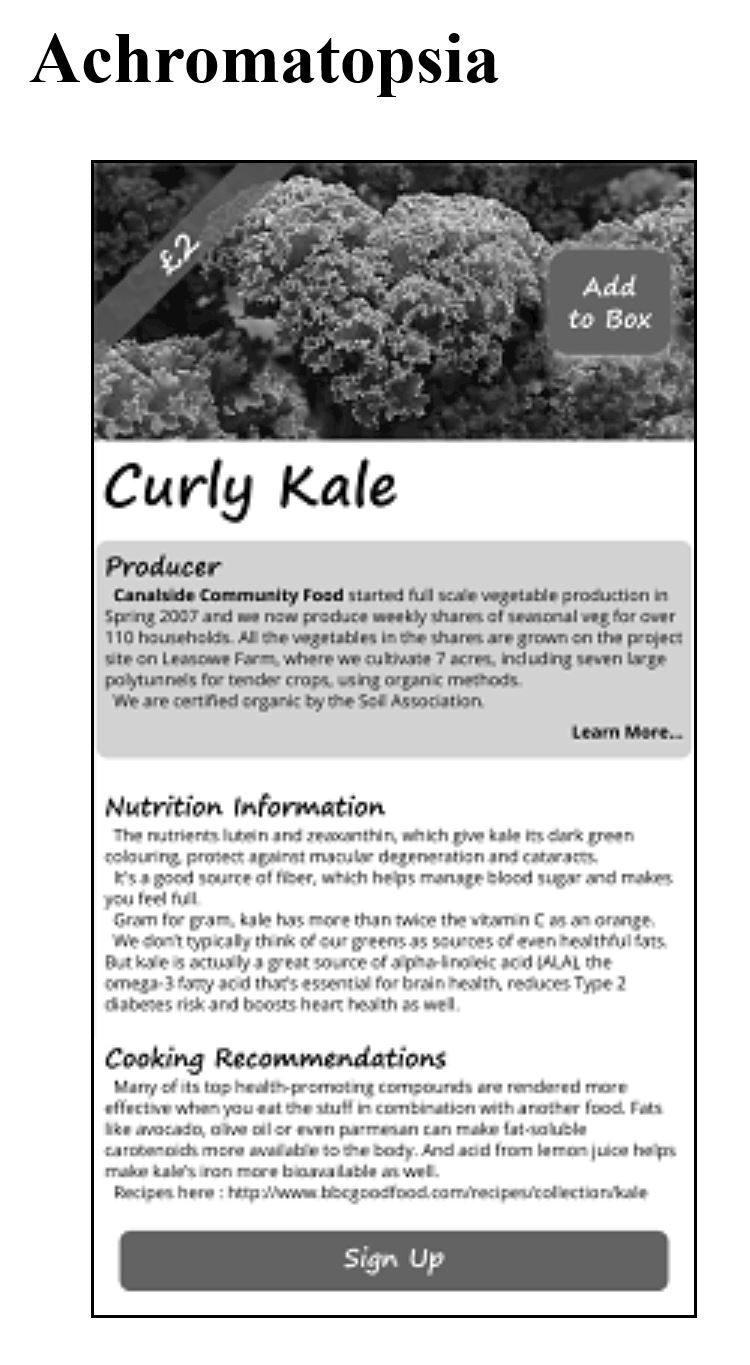 Achromatopsia
£2
Add
to Box
Curly Kale
Producer
Canalside Community Food started full scale vegetable production in
Spring 2007 and we now produce weekly shares of seasonal veg for over
110 households. All the vegetables in the shares are grown on the project
site on Leasowe Farm, where we cultivate 7 acres, including seven large
polytunnels for tender crops, using organic methods.
We are certified organic by the Soil Association.
Learn More...
Nutrition Information
The nutrients lutein and zeaxanthin, which give kale its dark green
colouring, protect against macular degeneration and cataracts.
It's a good source of fiber, which helps manage blood sugar and makes
you feel full.
Gram for gram, kale has more than twice the vitamin C as an orange.
We don't typically think of our greens as sources of even healthful fats.
But kale is actually a great source of alpha-linoleic acid (ALA), the
omega-3 fatty acid that's essential for brain health, reduces Type 2
diabetes risk and boosts heart health as well.
Cooking Recommendations
Many of its top health-promoting compounds are rendered more
effective when you eat the stuff in combination with another food. Fats
like avocado, olive oil or even parmesan can make fat-soluble
carotenoids more available to the body. And acid from lemon juice helps
make kale's iron more bioavailable as well.
Recipes here : http://www.bbcgoodfood.com/recipes/collection/kale
Sign Up